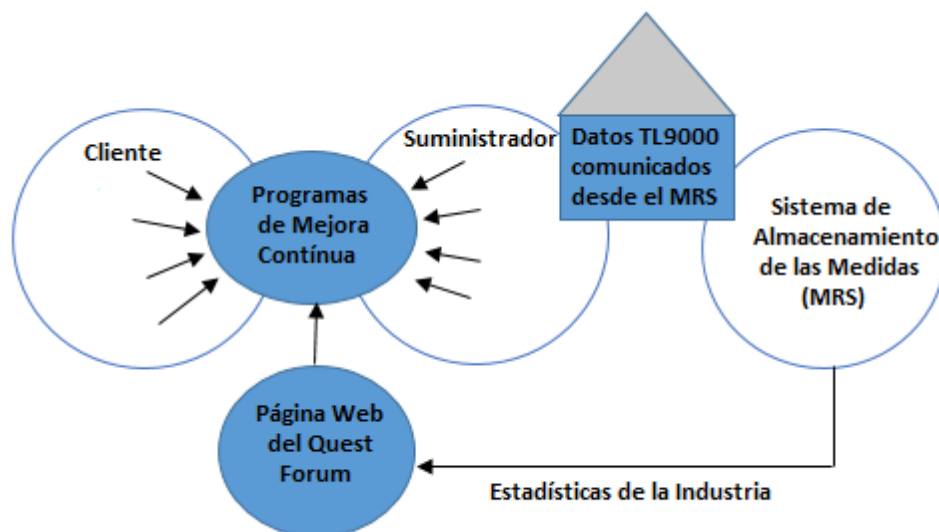 Cliente
Suministrador
Programas
de Mejora
Contínua
Datos TL9000
comunicados
desde el MRS
Sistema de
Almacenamiento
de las Medidas
(MRS)
Página Web
del Quest
Forum
Estadísticas de la Industria